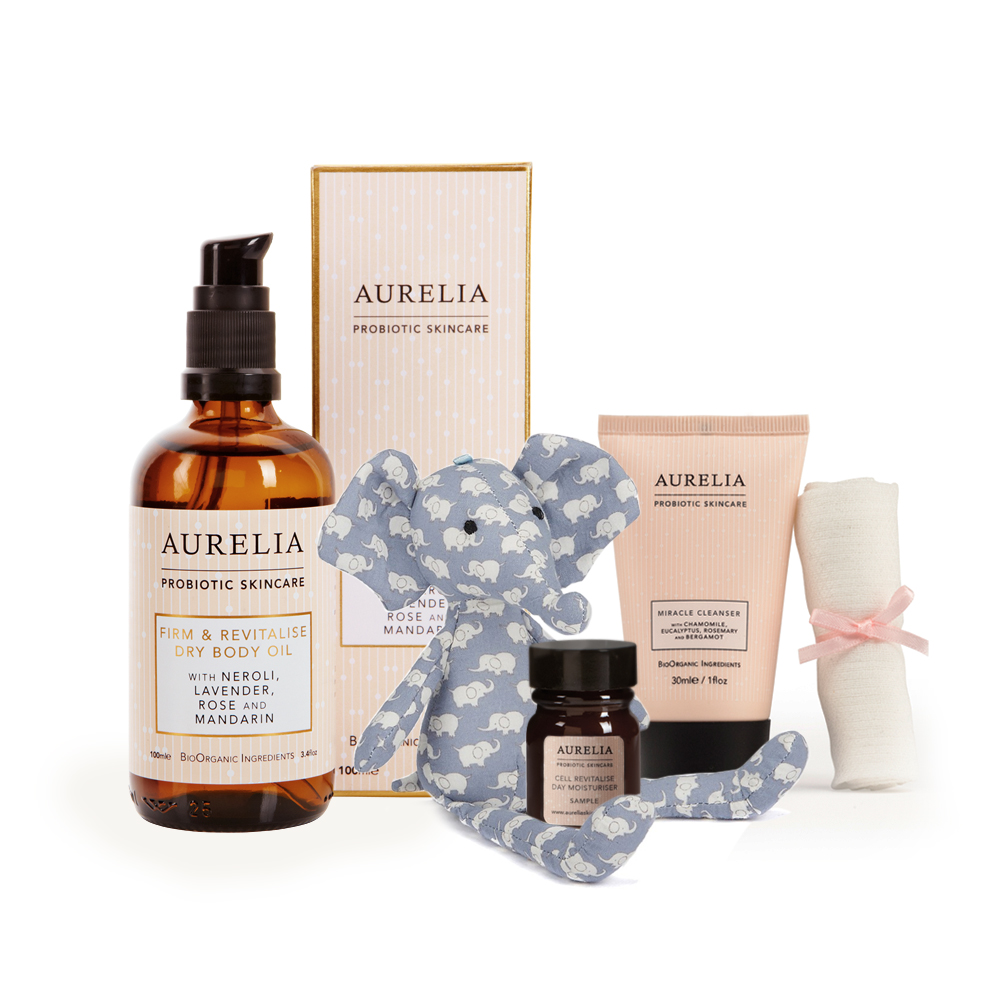 AURELIA
PROBIOTIC SKINCARE
FIRM & REVITALISE
DRY BODY OIL
WITH NEROLI,
LAVENDER,
ROSE AND
MANDARIN
100ml e BIOORGANIC INGREDIENTS 3.4floz
25
AURELIA
PROBIOTIC SKINCARE
ROSE
100ml e
AURELIA
PROBIOTIC SKINCARE
CELL REVITALISE
DAY MOISTURISER
SAMPLE
AURELIA
PROBIOTIC SKINCARE
MIRACLE CLEANSER
WITH CHAMOMILE,
EUCALYPTUS, ROSEMARY
AND BERGAMOT
BIOORGANIC INGREDIENTS
30ml e / 1floz